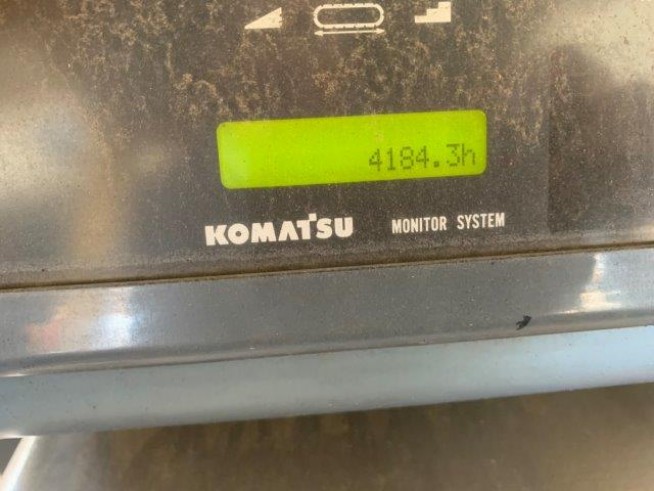 4184.3h
KOMATSU MONITOR SYSTEM